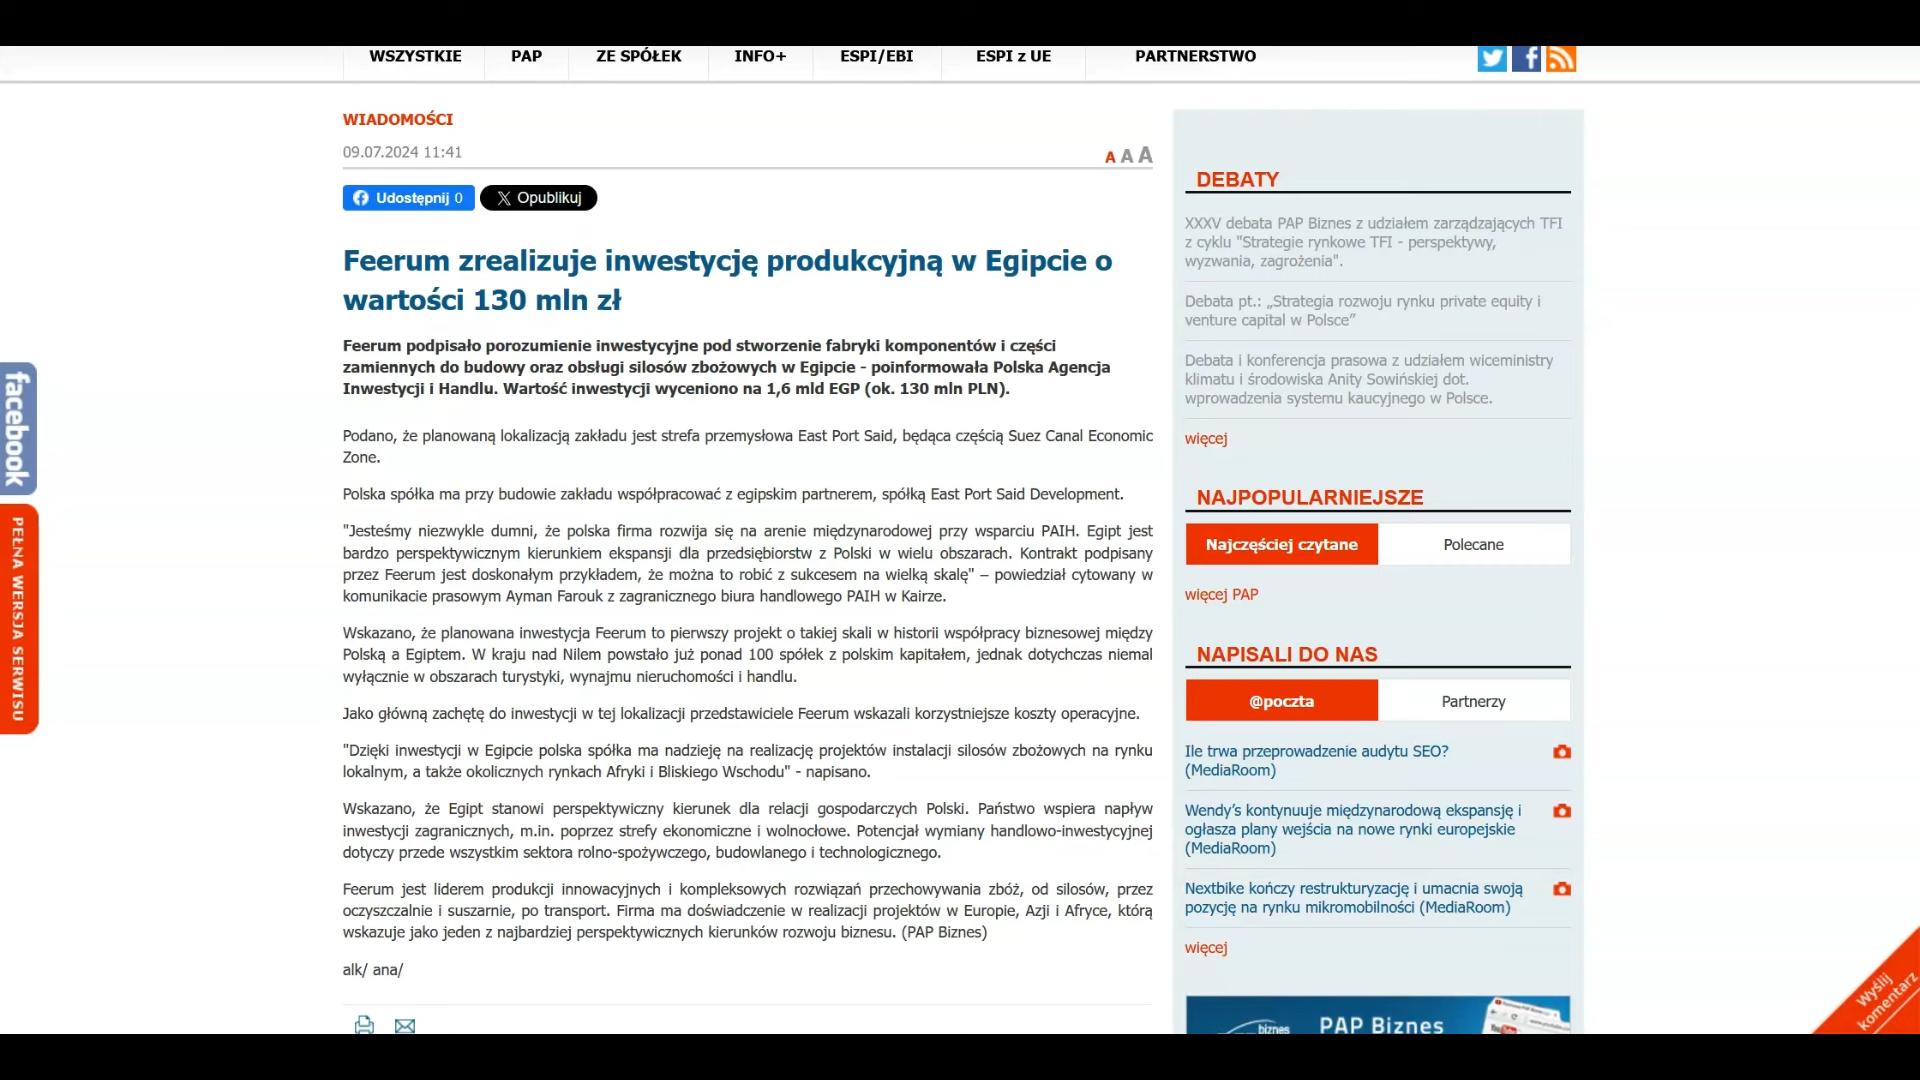 WSZYSTKIE PAP ZE SPÓŁEK INFO+ ESPI/EBI ESPI z UE PARTNERSTWO
WIADOMOŚCI
09.07.2024 11:41
A A A
Udostępnij 0 Opublikuj
Feerum zrealizuje inwestycję produkcyjną w Egipcie o
wartości 130 mln zł
Feerum podpisało porozumienie inwestycyjne pod stworzenie fabryki komponentów i części
zamiennych do budowy oraz obsługi silosów zbożowych w Egipcie - poinformowała Polska Agencja
Inwestycji i Handlu. Wartość inwestycji wyceniono na 1,6 mld EGP (ok. 130 mln PLN).
Podano, że planowaną lokalizacją zakładu jest strefa przemysłowa East Port Said, będąca częścią Suez Canal Economic
Zone.
Polska spółka ma przy budowie zakładu współpracować z egipskim partnerem, spółką East Port Said Development.
"Jesteśmy niezwykle dumni, że polska firma rozwija się na arenie międzynarodowej przy wsparciu PAIH. Egipt jest
bardzo perspektywicznym kierunkiem ekspansji dla przedsiębiorstw z Polski w wielu obszarach. Kontrakt podpisany
przez Feerum jest doskonałym przykładem, że można to robić z sukcesem na wielką skalę" – powiedział cytowany w
komunikacie prasowym Ayman Farouk z zagranicznego biura handlowego PAIH w Kairze.
Wskazano, że planowana inwestycja Feerum to pierwszy projekt o takiej skali w historii współpracy biznesowej między
Polską a Egiptem. W kraju nad Nilem powstało już ponad 100 spółek z polskim kapitałem, jednak dotychczas niemal
wyłącznie w obszarach turystyki, wynajmu nieruchomości i handlu.
Jako główną zachętę do inwestycji w tej lokalizacji przedstawiciele Feerum wskazali korzystniejsze koszty operacyjne.
"Dzięki inwestycji w Egipcie polska spółka ma nadzieję na realizację projektów instalacji silosów zbożowych na rynku
lokalnym, a także okolicznych rynkach Afryki i Bliskiego Wschodu" - napisano.
Wskazano, że Egipt stanowi perspektywiczny kierunek dla relacji gospodarczych Polski. Państwo wspiera napływ
inwestycji zagranicznych, m.in. poprzez strefy ekonomiczne i wolnocłowe. Potencjał wymiany handlowo-inwestycyjnej
dotyczy przede wszystkim sektora rolno-spożywczego, budowlanego i technologicznego.
Feerum jest liderem produkcji innowacyjnych i kompleksowych rozwiązań przechowywania zbóż, od silosów, przez
oczyszczalnie i suszarnie, po transport. Firma ma doświadczenie w realizacji projektów w Europie, Azji i Afryce, którą
wskazuje jako jeden z najbardziej perspektywicznych kierunków rozwoju biznesu. (PAP Biznes)
alk/ ana/
facebook
PEŁNA WERSJA SERWISU
DEBATY
XXXV debata PAP Biznes z udziałem zarządzających TFI
z cyklu "Strategie rynkowe TFI - perspektywy,
wyzwania, zagrożenia".
Debata pt.: „Strategia rozwoju rynku private equity i
venture capital w Polsce”
Debata i konferencja prasowa z udziałem wiceministry
klimatu i środowiska Anity Sowińskiej dot.
wprowadzenia systemu kaucyjnego w Polsce.
więcej
NAJPOPULARNIEJSZE
Najczęściej czytane Polecane
więcej PAP
NAPISALI DO NAS
@poczta Partnerzy
Ile trwa przeprowadzenie audytu SEO?
(MediaRoom)
Wendy’s kontynuuje międzynarodową ekspansję i
ogłasza plany wejścia na nowe rynki europejskie
(MediaRoom)
Nextbike kończy restrukturyzację i umacnia swoją
pozycję na rynku mikromobilności (MediaRoom)
więcej
biznes PAP Biznes
Wyślij
komentarz